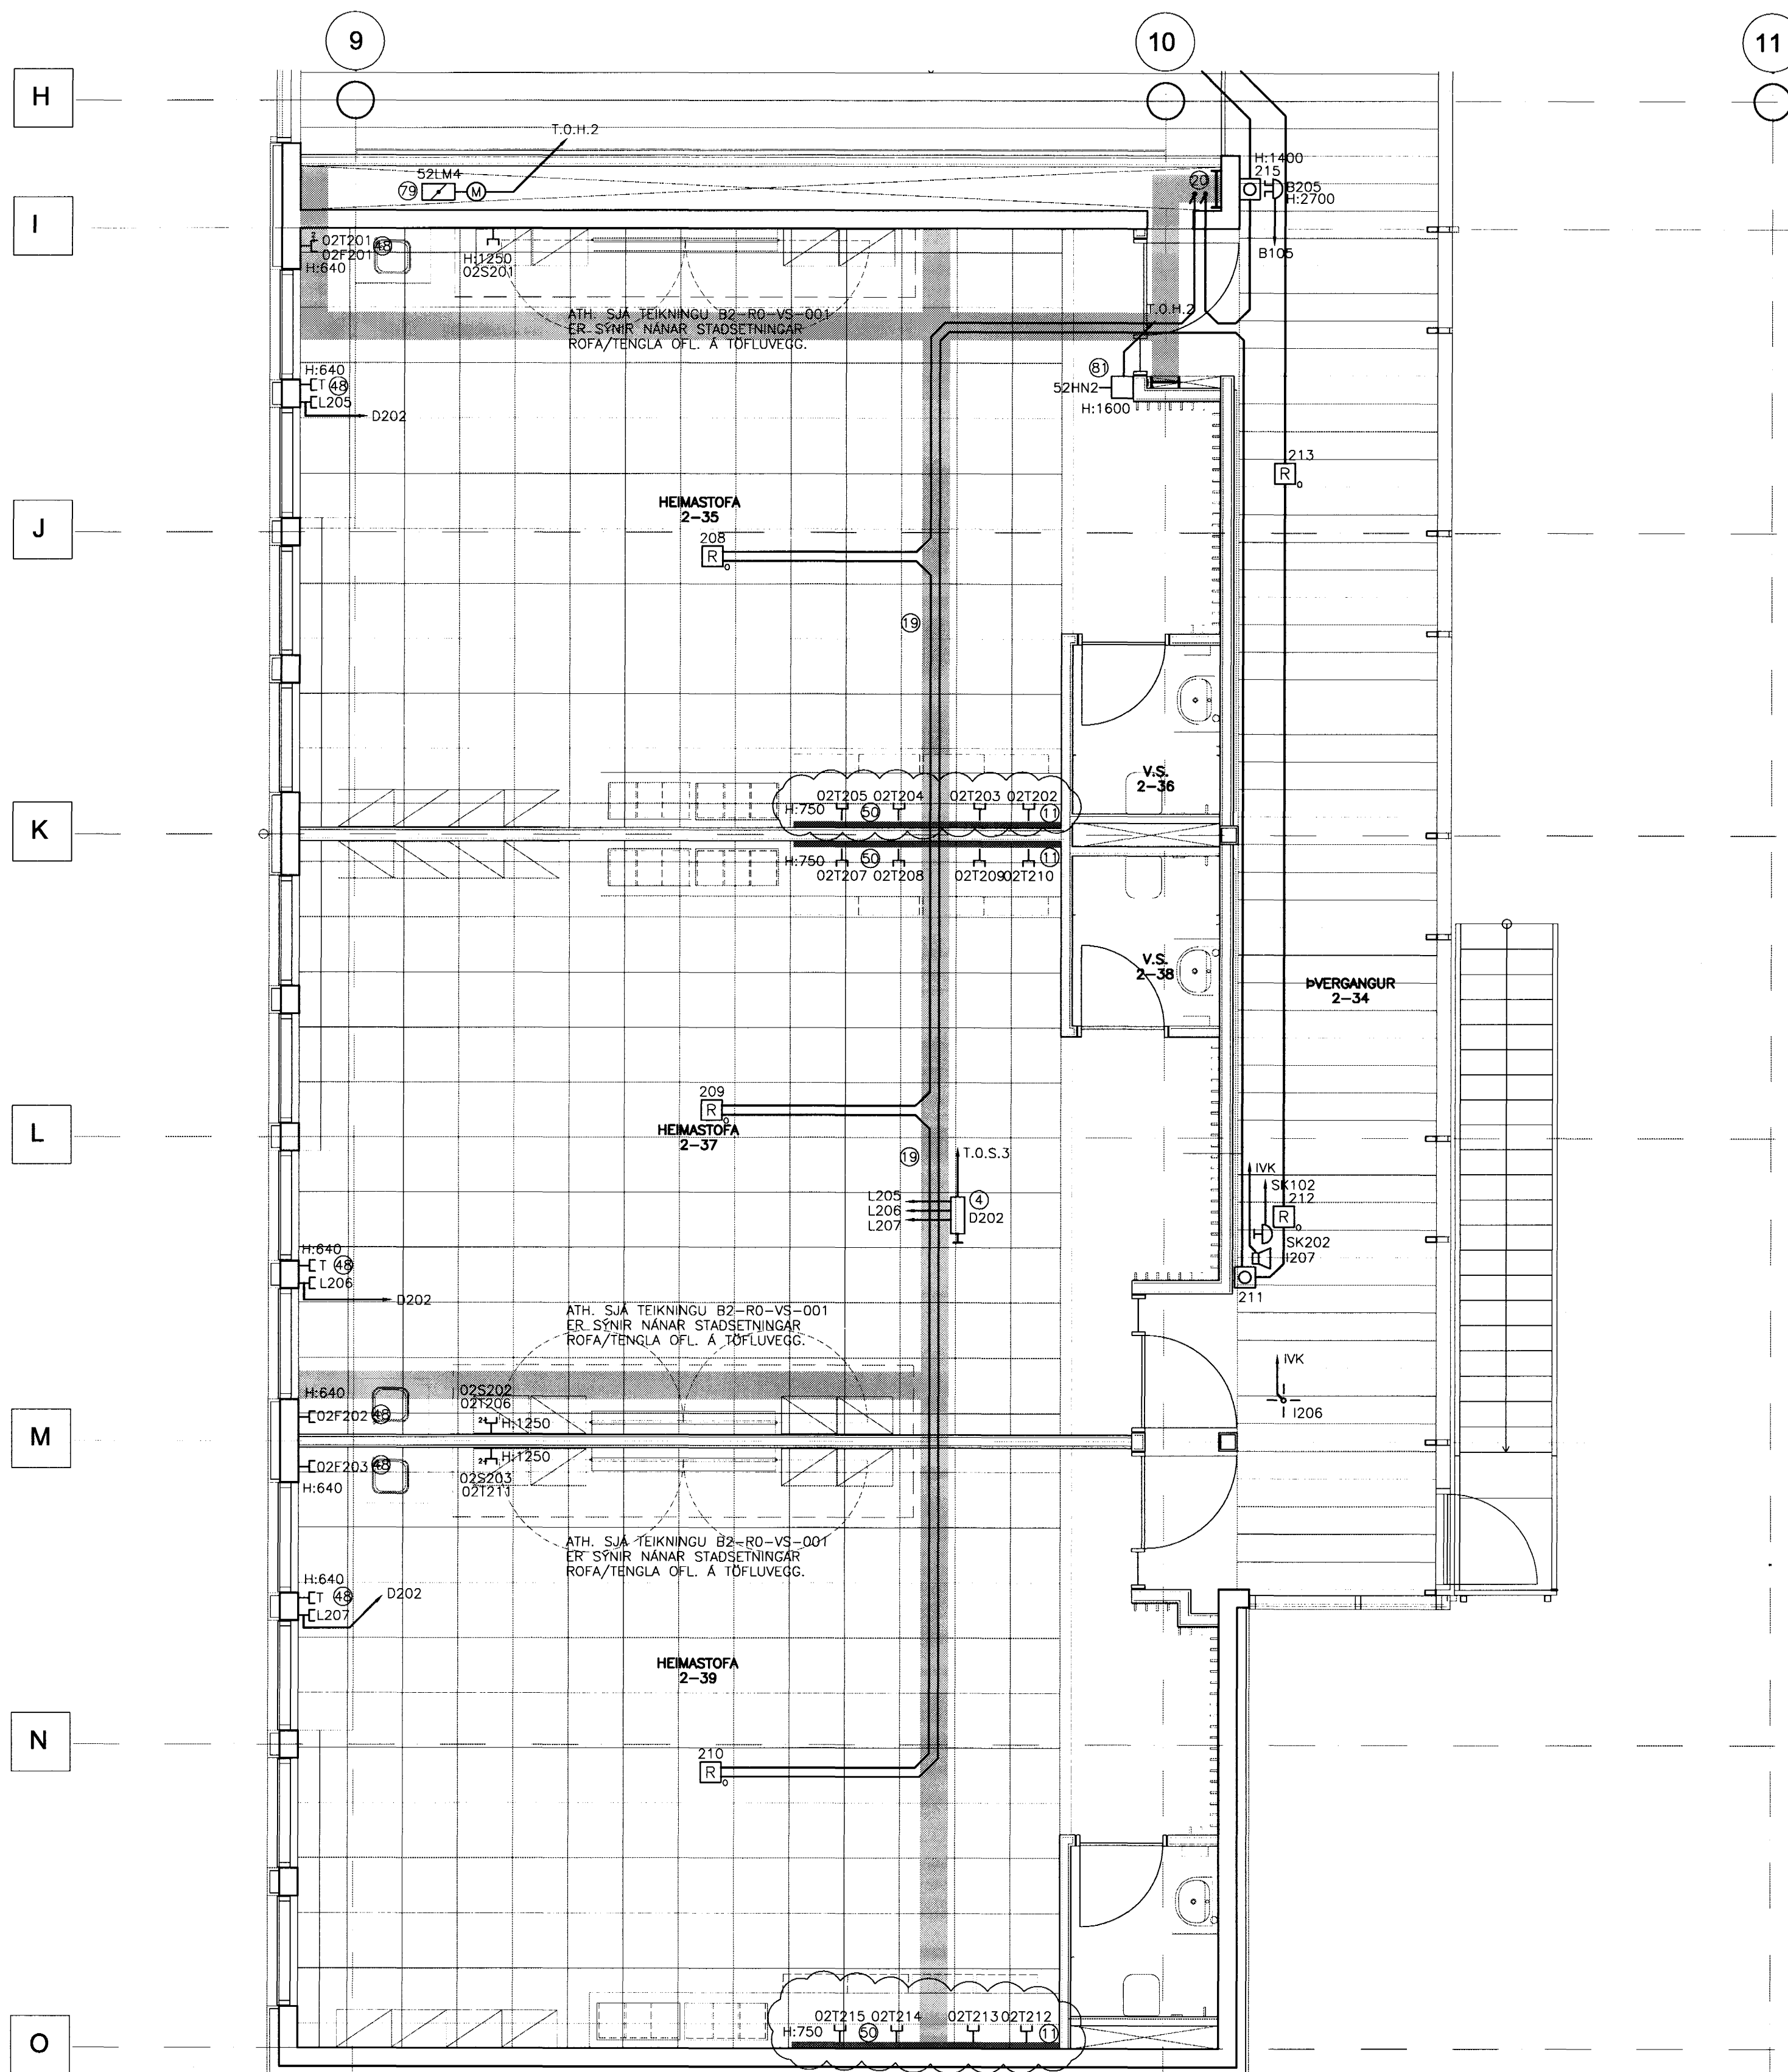 9
10
11
H
T.O.H.2
52LM4
79
M
20
H:1400
215
B205
H:2700
B105
I
02T201
48
02F201
H:640
H:1250
02S201
T.O.H.2
ATH. SJÁ TEIKNINGU B2-R0-VS-001
ER SÝNIR NÁNAR STAÐSETNINGAR
ROFA/TENGLA OFL. Á TÖFLUVEGG.
H:640
T 48
L205
D202
81
52HN2
H:1600
213
R
HEIMASTOFA
2-35
J
208
R
19
V.S.
2-36
02T205 02T204 02T203 02T202
H:750 50 11
K
H:750 50 11
02T207 02T208 02T209 02T210
V.S.
2-38
ÞVERGANGUR
2-34
209
R
L
HEIMASTOFA
2-37
19
T.O.S.3
IVK
SK102
212
R
L205
L206
L207
4
D202
SK202
I207
211
H:640
T 48
L206
D202
ATH. SJÁ TEIKNINGU B2-R0-VS-001
ER SÝNIR NÁNAR STAÐSETNINGAR
ROFA/TENGLA OFL. Á TÖFLUVEGG.
IVK
I206
H:640
02F202 48
02S202
02T206
2 H:1250
M
2 H:1250
02F203 48
H:640
02S203
02T211
ATH. SJÁ TEIKNINGU B2-R0-VS-001
ER SÝNIR NÁNAR STAÐSETNINGAR
ROFA/TENGLA OFL. Á TÖFLUVEGG.
H:640
T 48
L207
D202
HEIMASTOFA
2-39
N
210
R
02T215 02T214 02T213 02T212
H:750 50 11
O